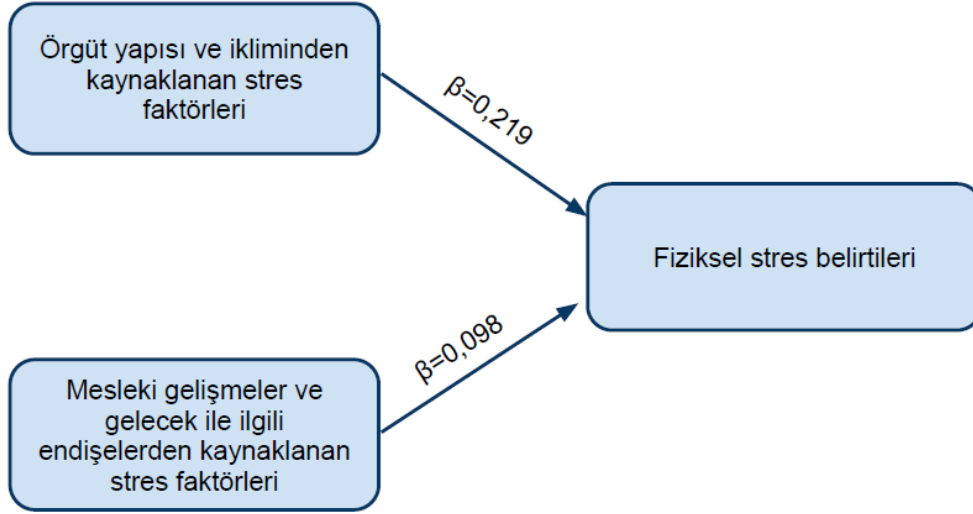 Örgüt yapısı ve ikliminden
kaynaklanan stres
faktörleri
β=0,219
Fiziksel stres belirtileri
β=0,098
Mesleki gelişmeler ve
gelecek ile ilgili
endişelerden kaynaklanan
stres faktörleri